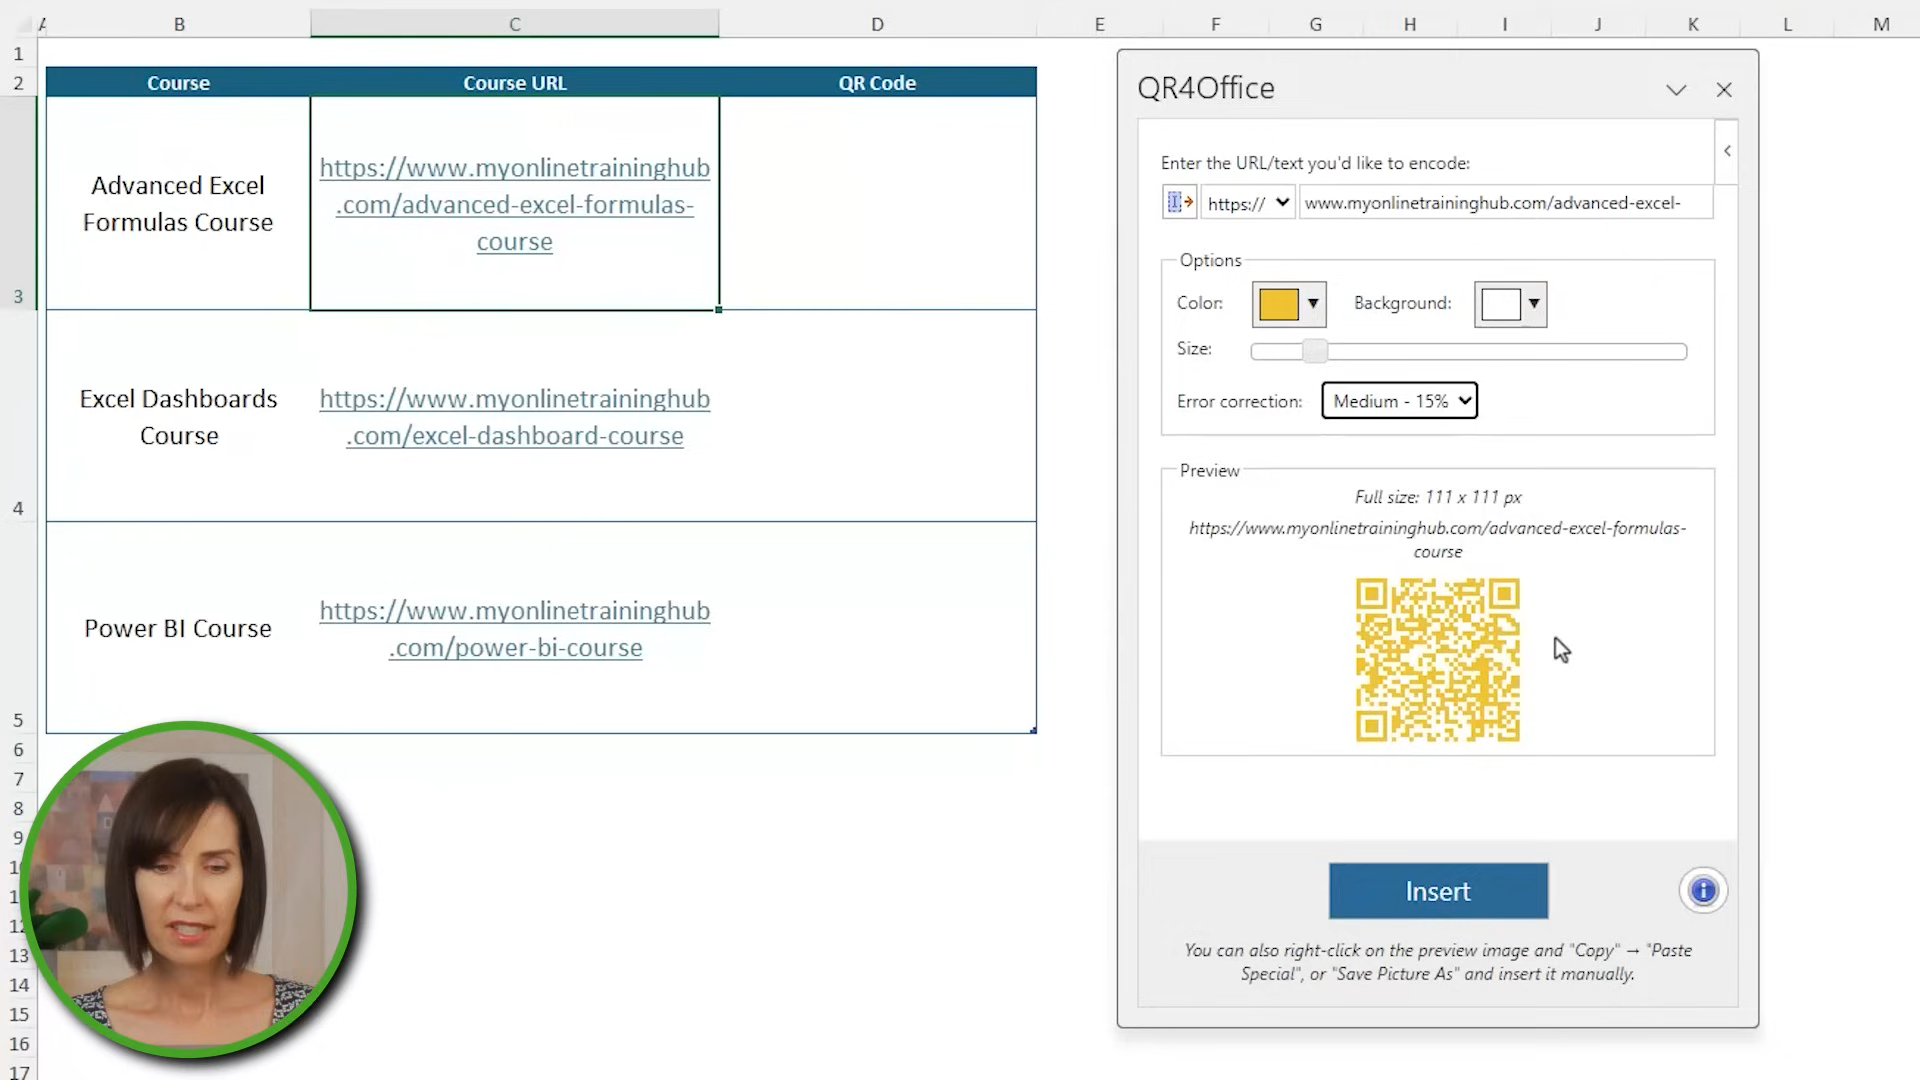 A B C D E F G H I J K L M
1
2 Course Course URL QR Code
Advanced Excel
Formulas Course
https://www.myonlinetraininghub
.com/advanced-excel-formulas-
course
3
Excel Dashboards
Course
https://www.myonlinetraininghub
.com/excel-dashboard-course
4
Power BI Course
https://www.myonlinetraininghub
.com/power-bi-course
5
6
7
8
9
12
13
14
15
16
17
QR4Office
Enter the URL/text you'd like to encode:
https:// www.myonlinetraininghub.com/advanced-excel-
Options
Color: Background:
Size:
Error correction: Medium - 15%
Preview
Full size: 111 x 111 px
https://www.myonlinetraininghub.com/advanced-excel-formulas-
course
Insert
You can also right-click on the preview image and "Copy" → "Paste
Special", or "Save Picture As" and insert it manually.